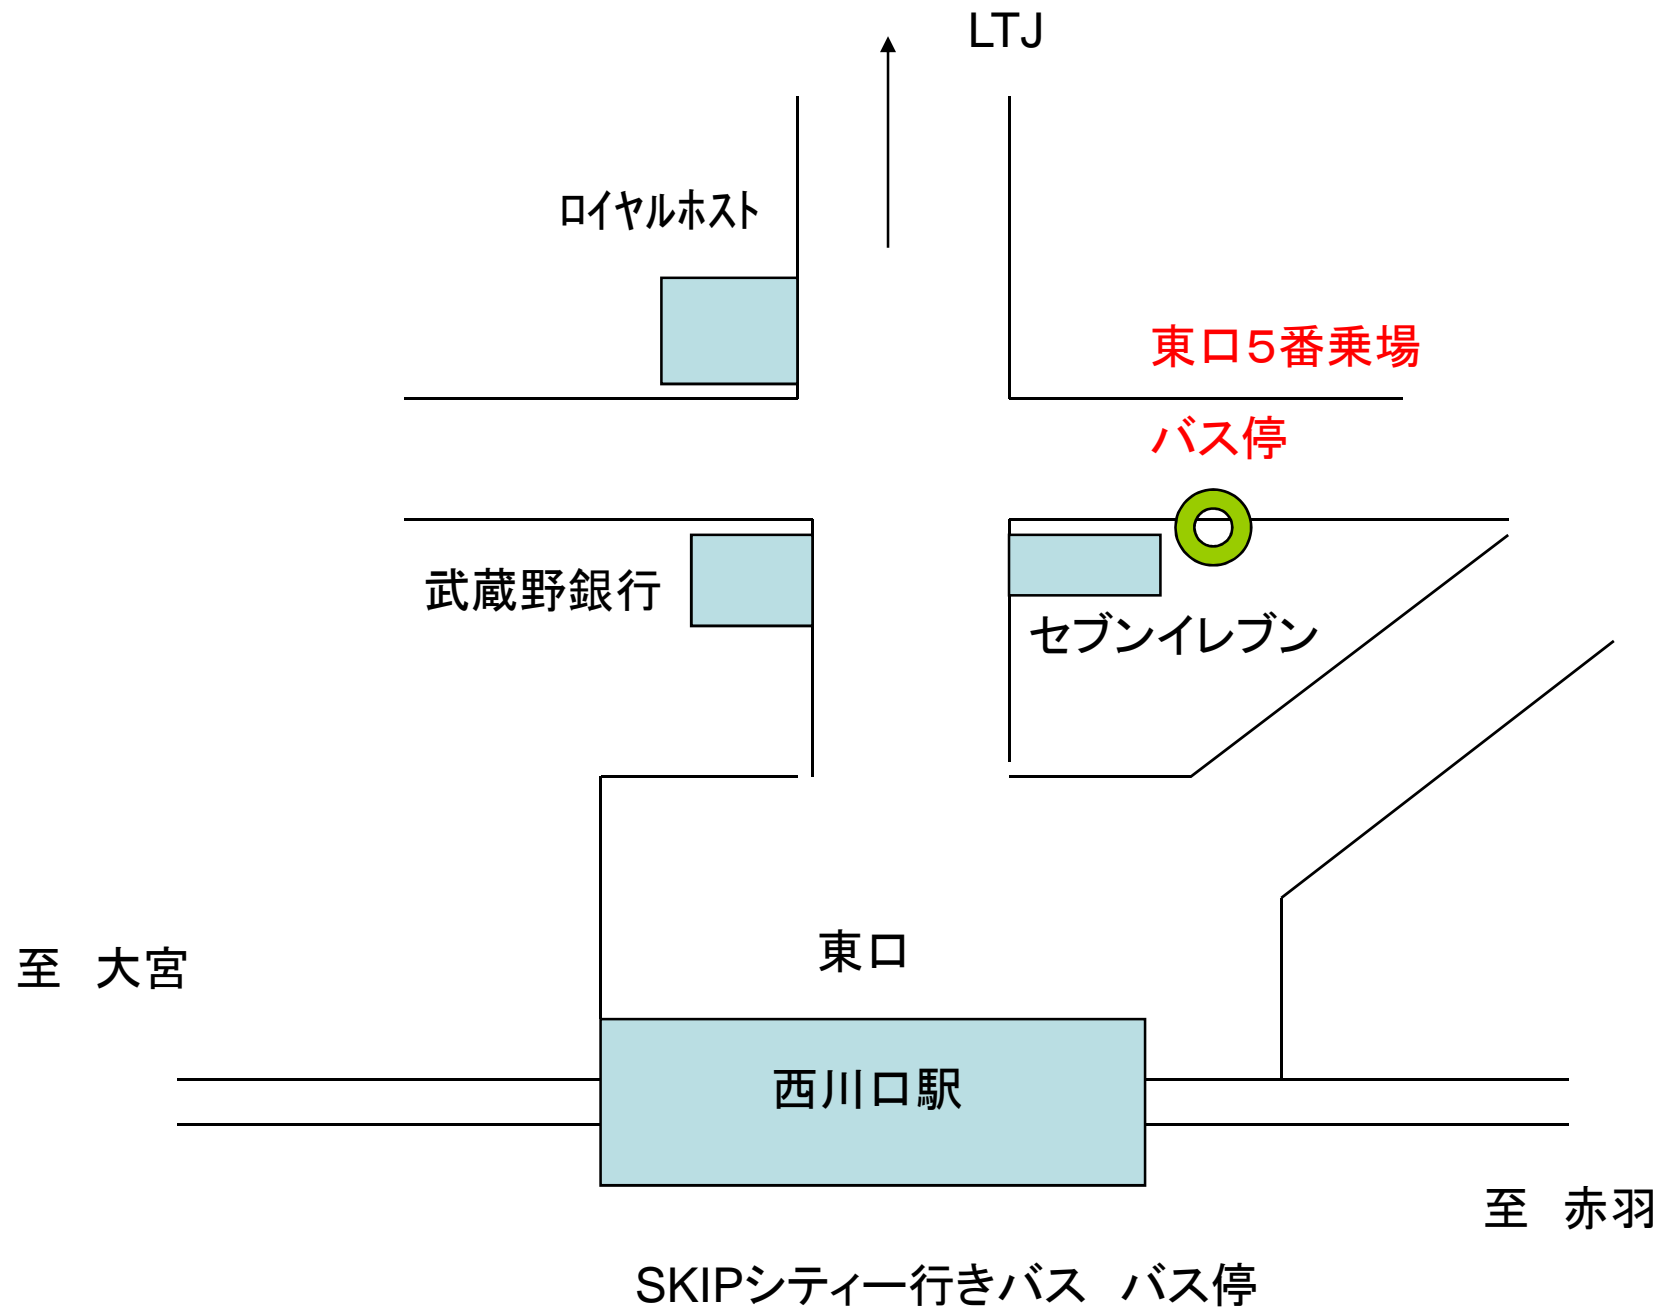 LTJ
ロイヤルホスト
東口５番乗場
バス停
武蔵野銀行
セブンイレブン
東口
至　大宮
西川口駅
至　赤羽
SKIPシティー行きバス　バス停